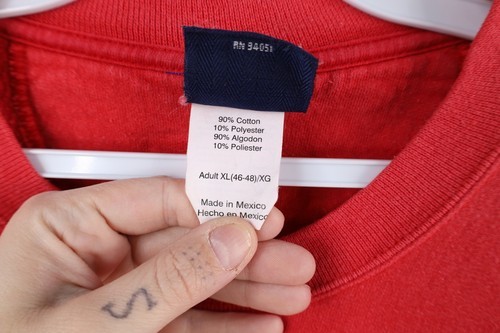 RN 94051
90% Cotton
10% Polyester
90% Algodon
10% Poliester
Adult XL(46-48)/XG
Made in Mexico
Hecho en Mexico
S